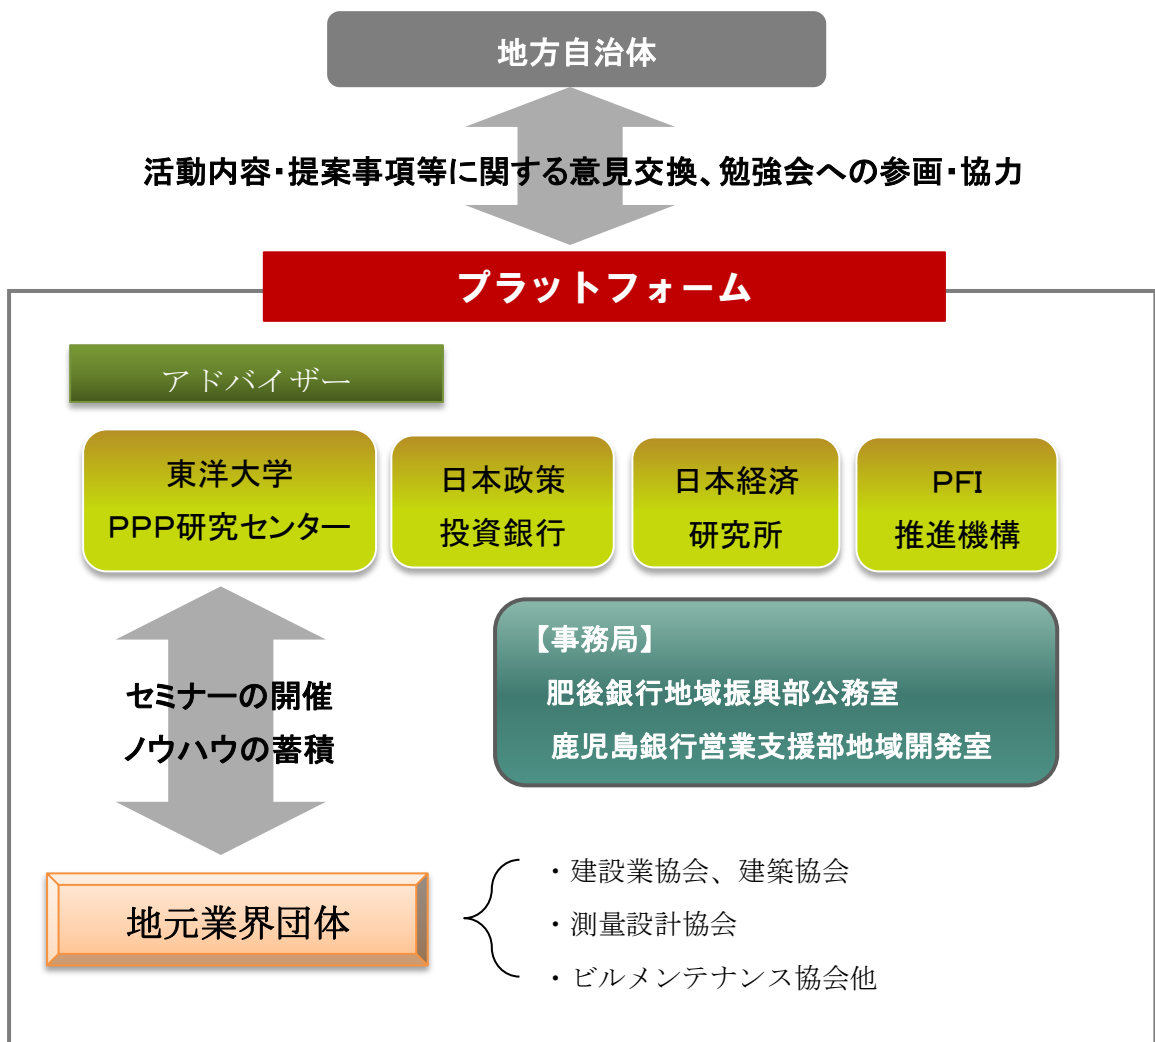 地方自治体
活動内容・提案事項等に関する意見交換、勉強会への参画・協力
プラットフォーム
アドバイザー
東洋大学
PPP研究センター
日本政策
投資銀行
日本経済
研究所
PFI
推進機構
【事務局】
肥後銀行地域振興部公務室
鹿児島銀行営業支援部地域開発室
セミナーの開催
ノウハウの蓄積
地元業界団体
・建設業協会、建築協会
・測量設計協会
・ビルメンテナンス協会他